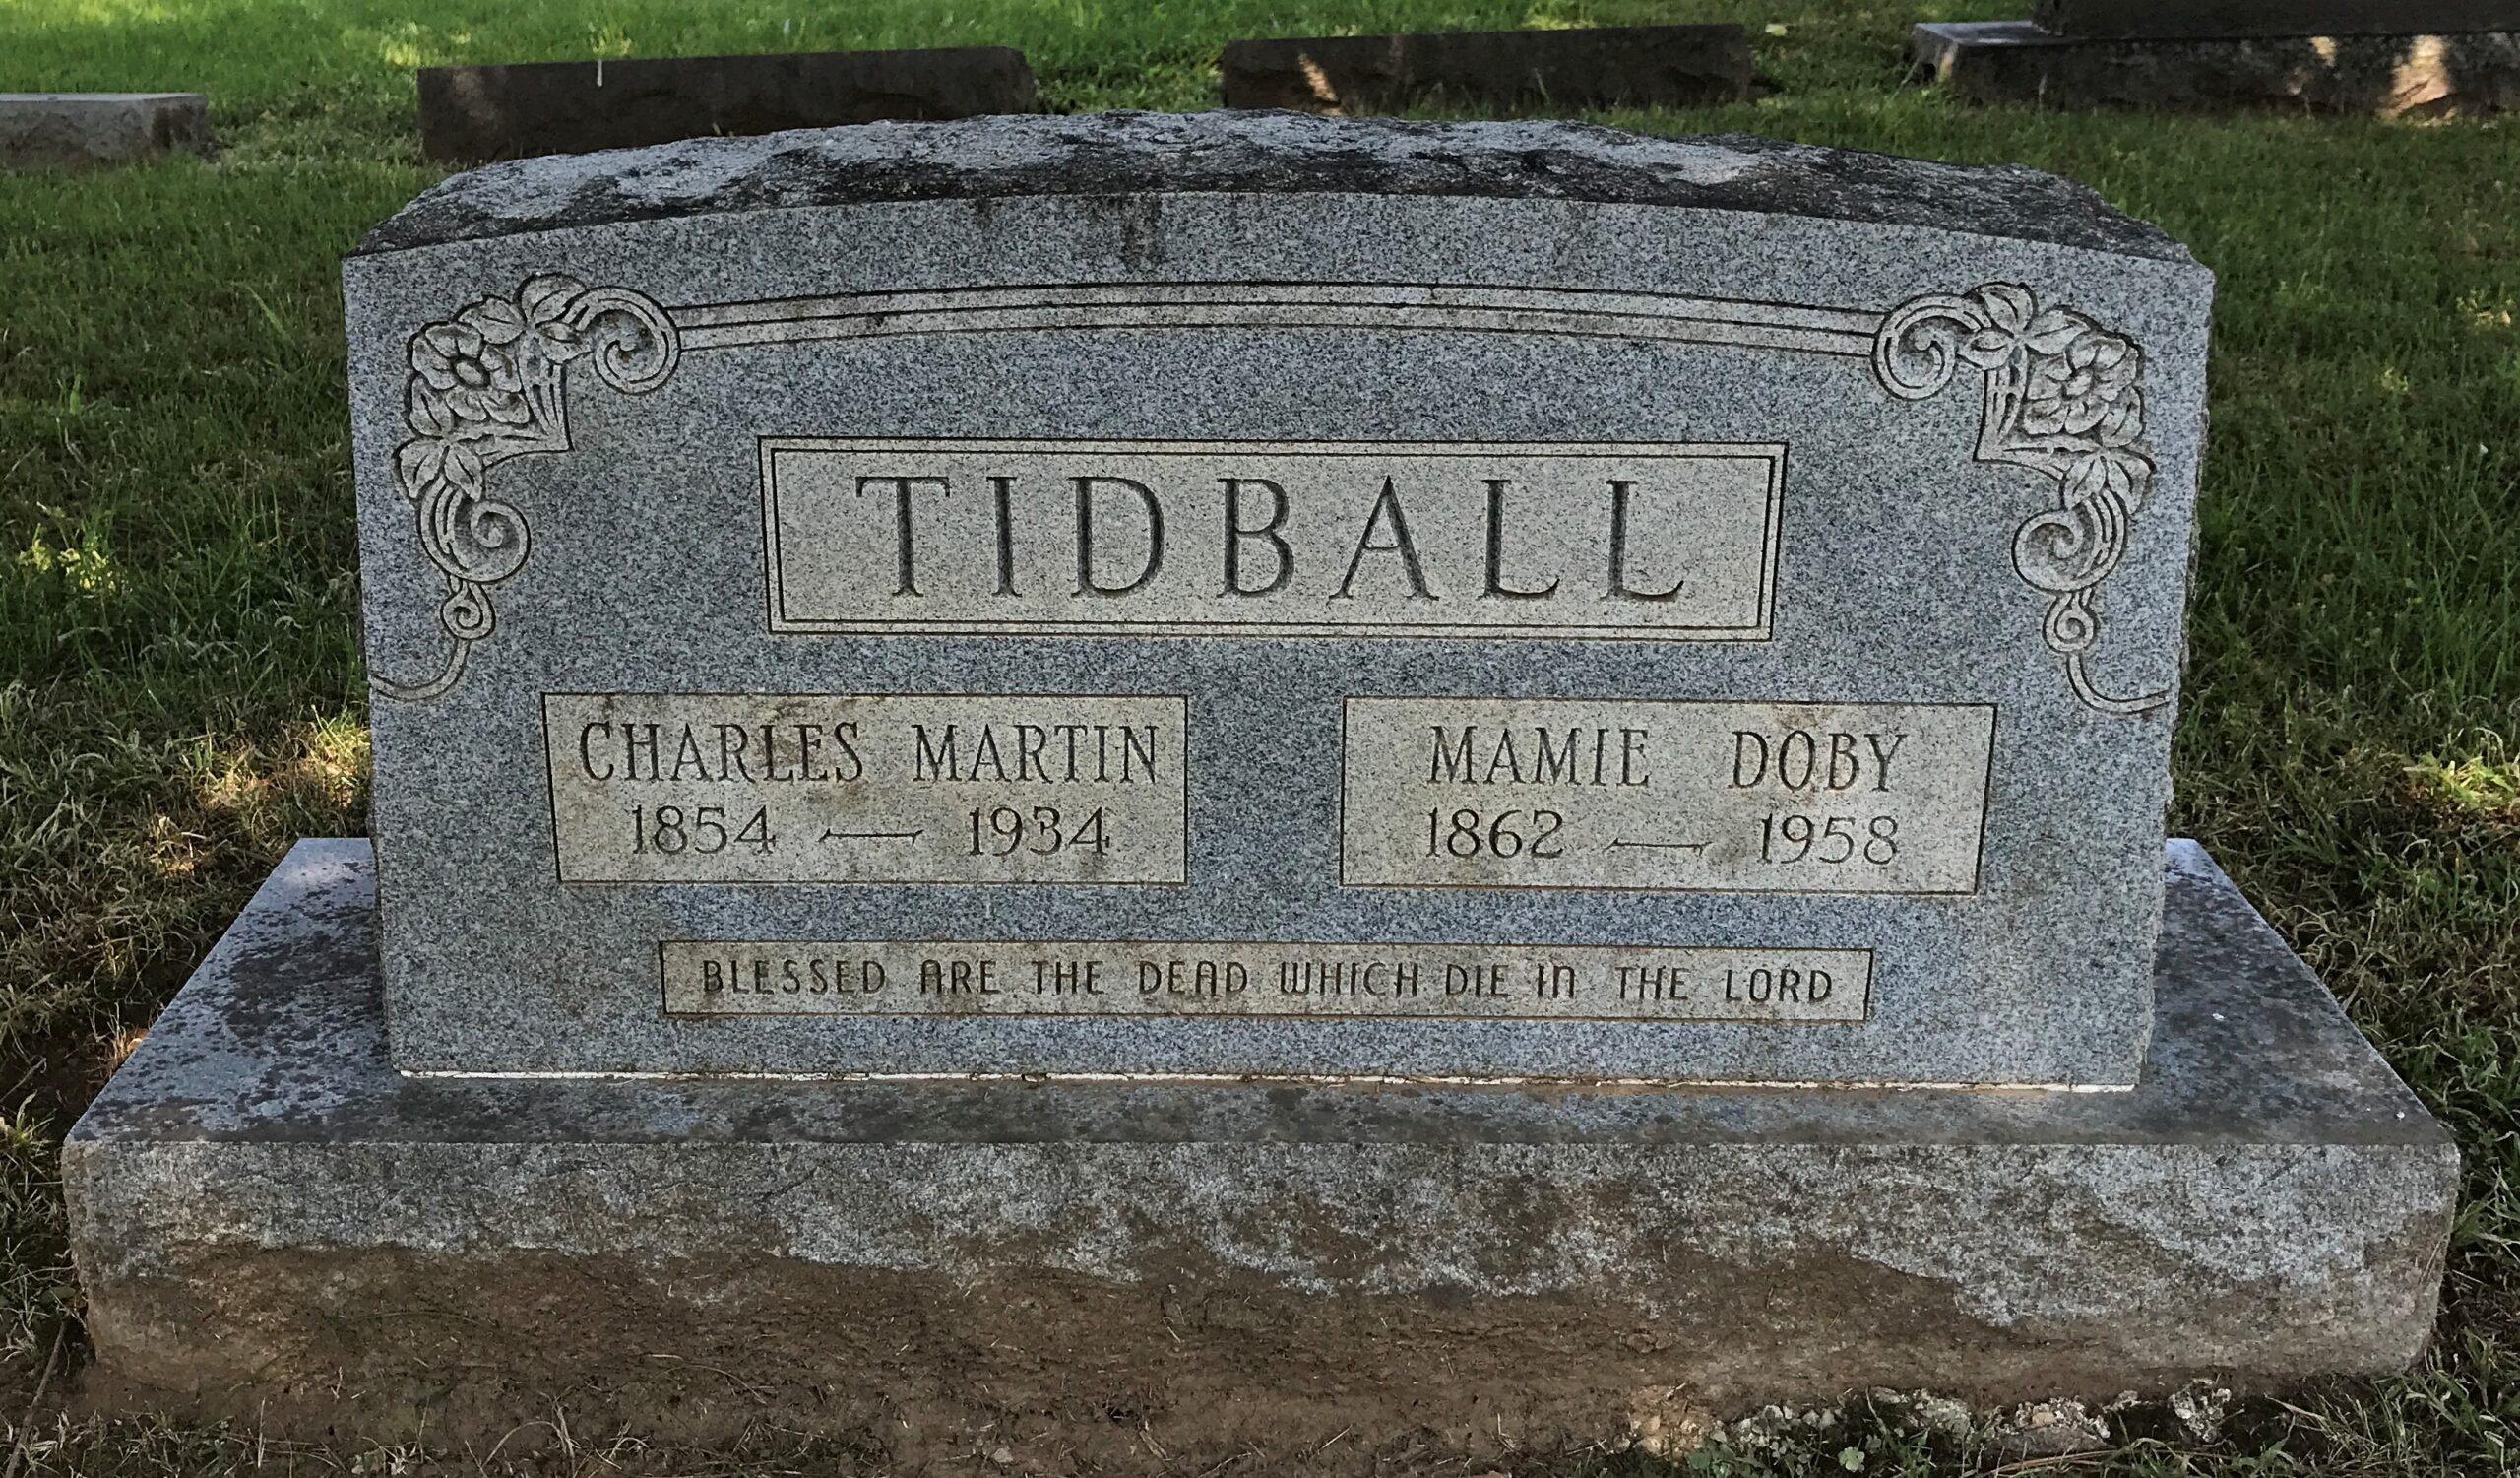 TIDBALL
CHARLES MARTIN
1854 — 1934
MAMIE DOBY
1862 — 1958
BLESSED ARE THE DEAD WHICH DIE IN THE LORD